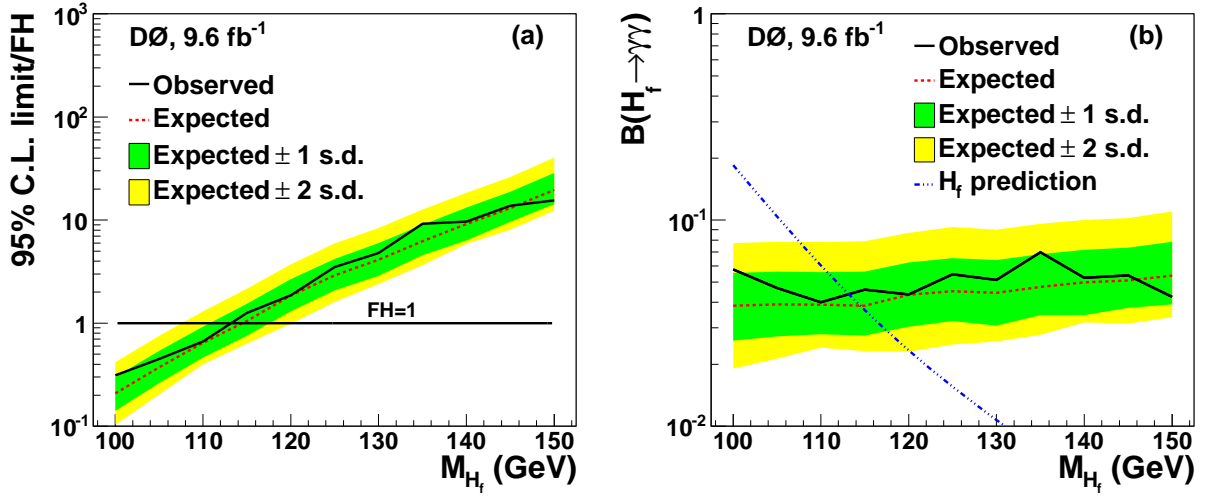 95% C.L. limit/FH
10³
10²
10
1
10⁻¹
DØ, 9.6 fb⁻¹
(a)
Observed
Expected
Expected ± 1 s.d.
Expected ± 2 s.d.
FH=1
100 110 120 130 140 150
M_{H_f} (GeV)
B(H_f→γγ)
1
10⁻¹
10⁻²
DØ, 9.6 fb⁻¹
(b)
Observed
Expected
Expected ± 1 s.d.
Expected ± 2 s.d.
H_f prediction
100 110 120 130 140 150
M_{H_f} (GeV)